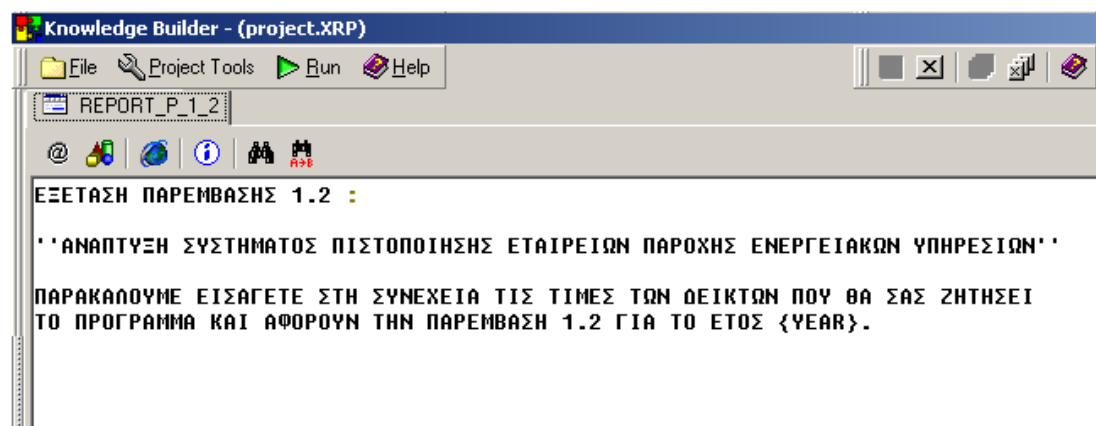 Knowledge Builder - (project.XRP)
File Project Tools Run Help
REPORT_P_1_2
@ A→B
ΕΞΕΤΑΣΗ ΠΑΡΕΜΒΑΣΗΣ 1.2 :
''ΑΝΑΠΤΥΞΗ ΣΥΣΤΗΜΑΤΟΣ ΠΙΣΤΟΠΟΙΗΣΗΣ ΕΤΑΙΡΕΙΩΝ ΠΑΡΟΧΗΣ ΕΝΕΡΓΕΙΑΚΩΝ ΥΠΗΡΕΣΙΩΝ''
ΠΑΡΑΚΑΛΟΥΜΕ ΕΙΣΑΓΕΤΕ ΣΤΗ ΣΥΝΕΧΕΙΑ ΤΙΣ ΤΙΜΕΣ ΤΩΝ ΔΕΙΚΤΩΝ ΠΟΥ ΘΑ ΣΑΣ ΖΗΤΗΣΕΙ
ΤΟ ΠΡΟΓΡΑΜΜΑ ΚΑΙ ΑΦΟΡΟΥΝ ΤΗΝ ΠΑΡΕΜΒΑΣΗ 1.2 ΓΙΑ ΤΟ ΕΤΟΣ {YEAR}.